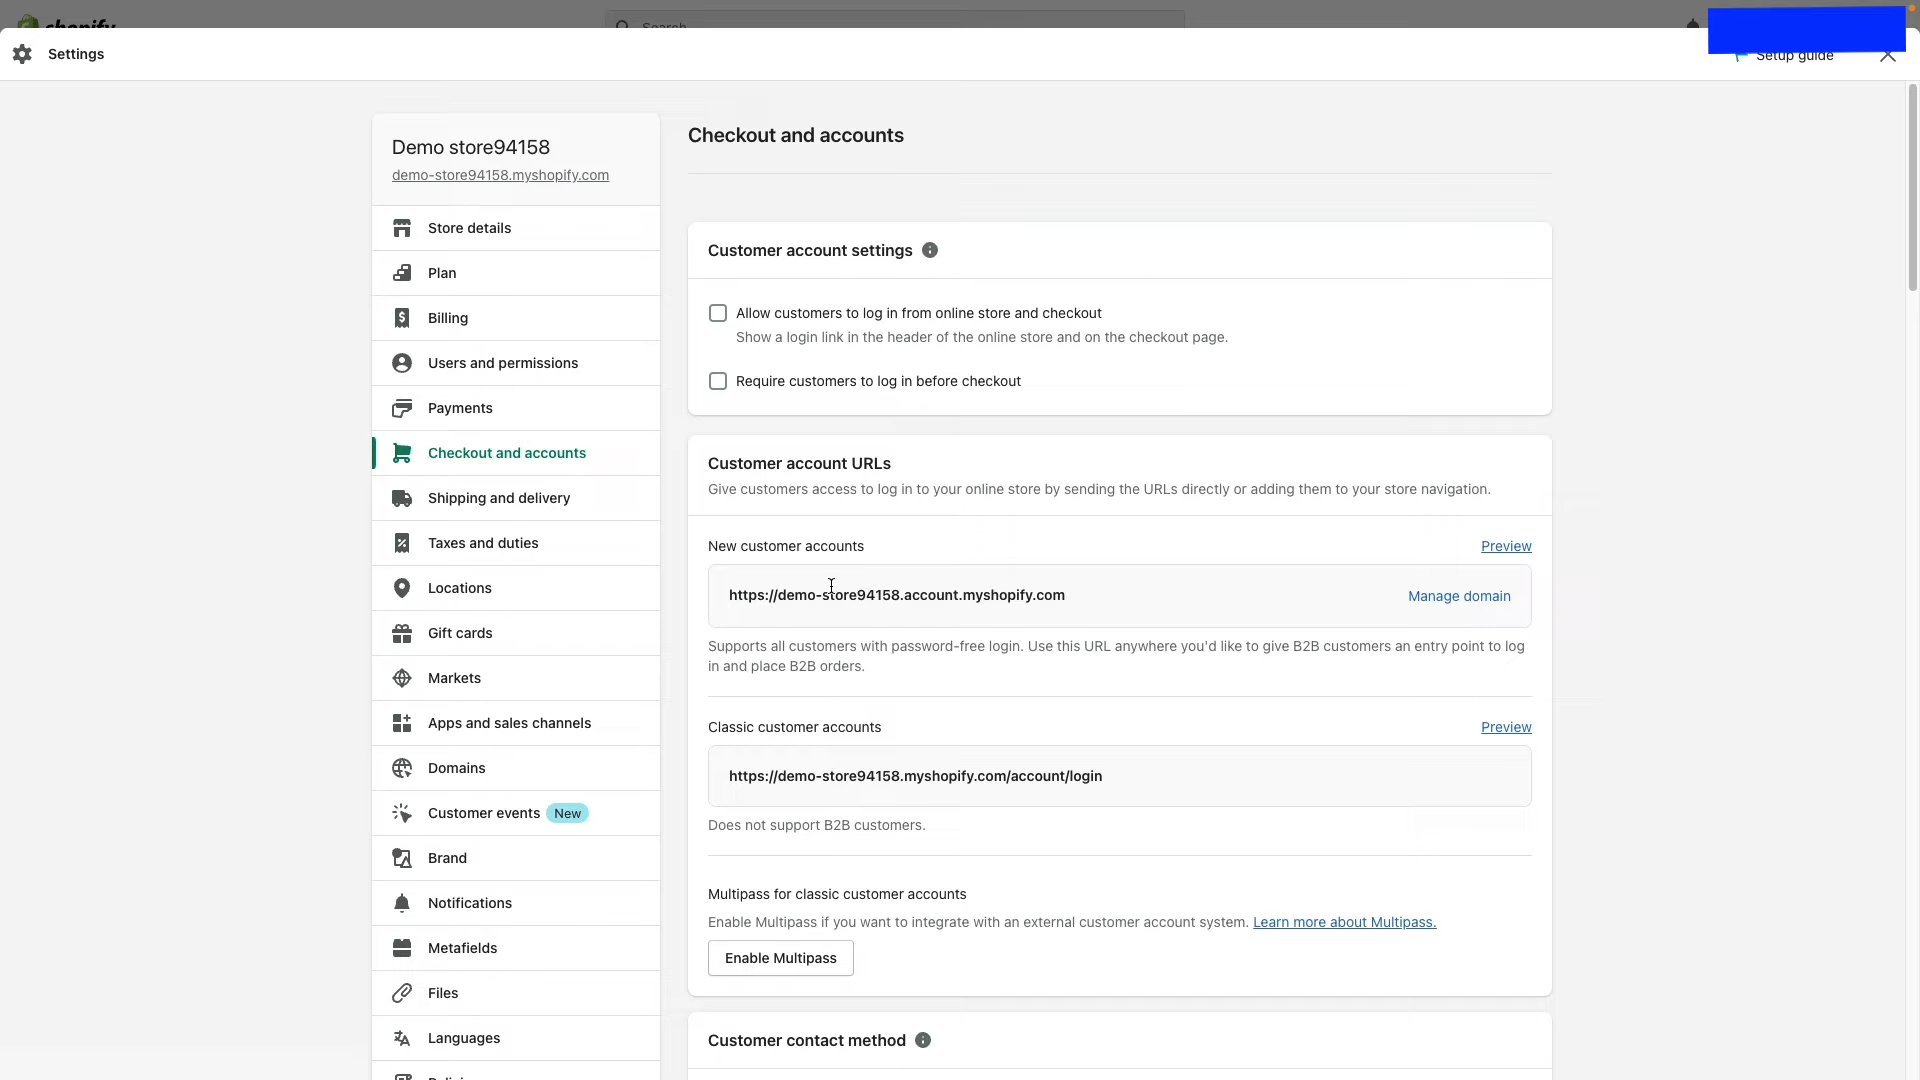 shopify
Search
Settings
Setup guide
Demo store94158
demo-store94158.myshopify.com
Store details
Plan
Billing
Users and permissions
Payments
Checkout and accounts
Shipping and delivery
Taxes and duties
Locations
Gift cards
Markets
Apps and sales channels
Domains
Customer events New
Brand
Notifications
Metafields
Files
Languages
Checkout and accounts
Customer account settings
Allow customers to log in from online store and checkout
Show a login link in the header of the online store and on the checkout page.
Require customers to log in before checkout
Customer account URLs
Give customers access to log in to your online store by sending the URLs directly or adding them to your store navigation.
New customer accounts Preview
https://demo-store94158.account.myshopify.com Manage domain
Supports all customers with password-free login. Use this URL anywhere you'd like to give B2B customers an entry point to log
in and place B2B orders.
Classic customer accounts Preview
https://demo-store94158.myshopify.com/account/login
Does not support B2B customers.
Multipass for classic customer accounts
Enable Multipass if you want to integrate with an external customer account system. Learn more about Multipass.
Enable Multipass
Customer contact method